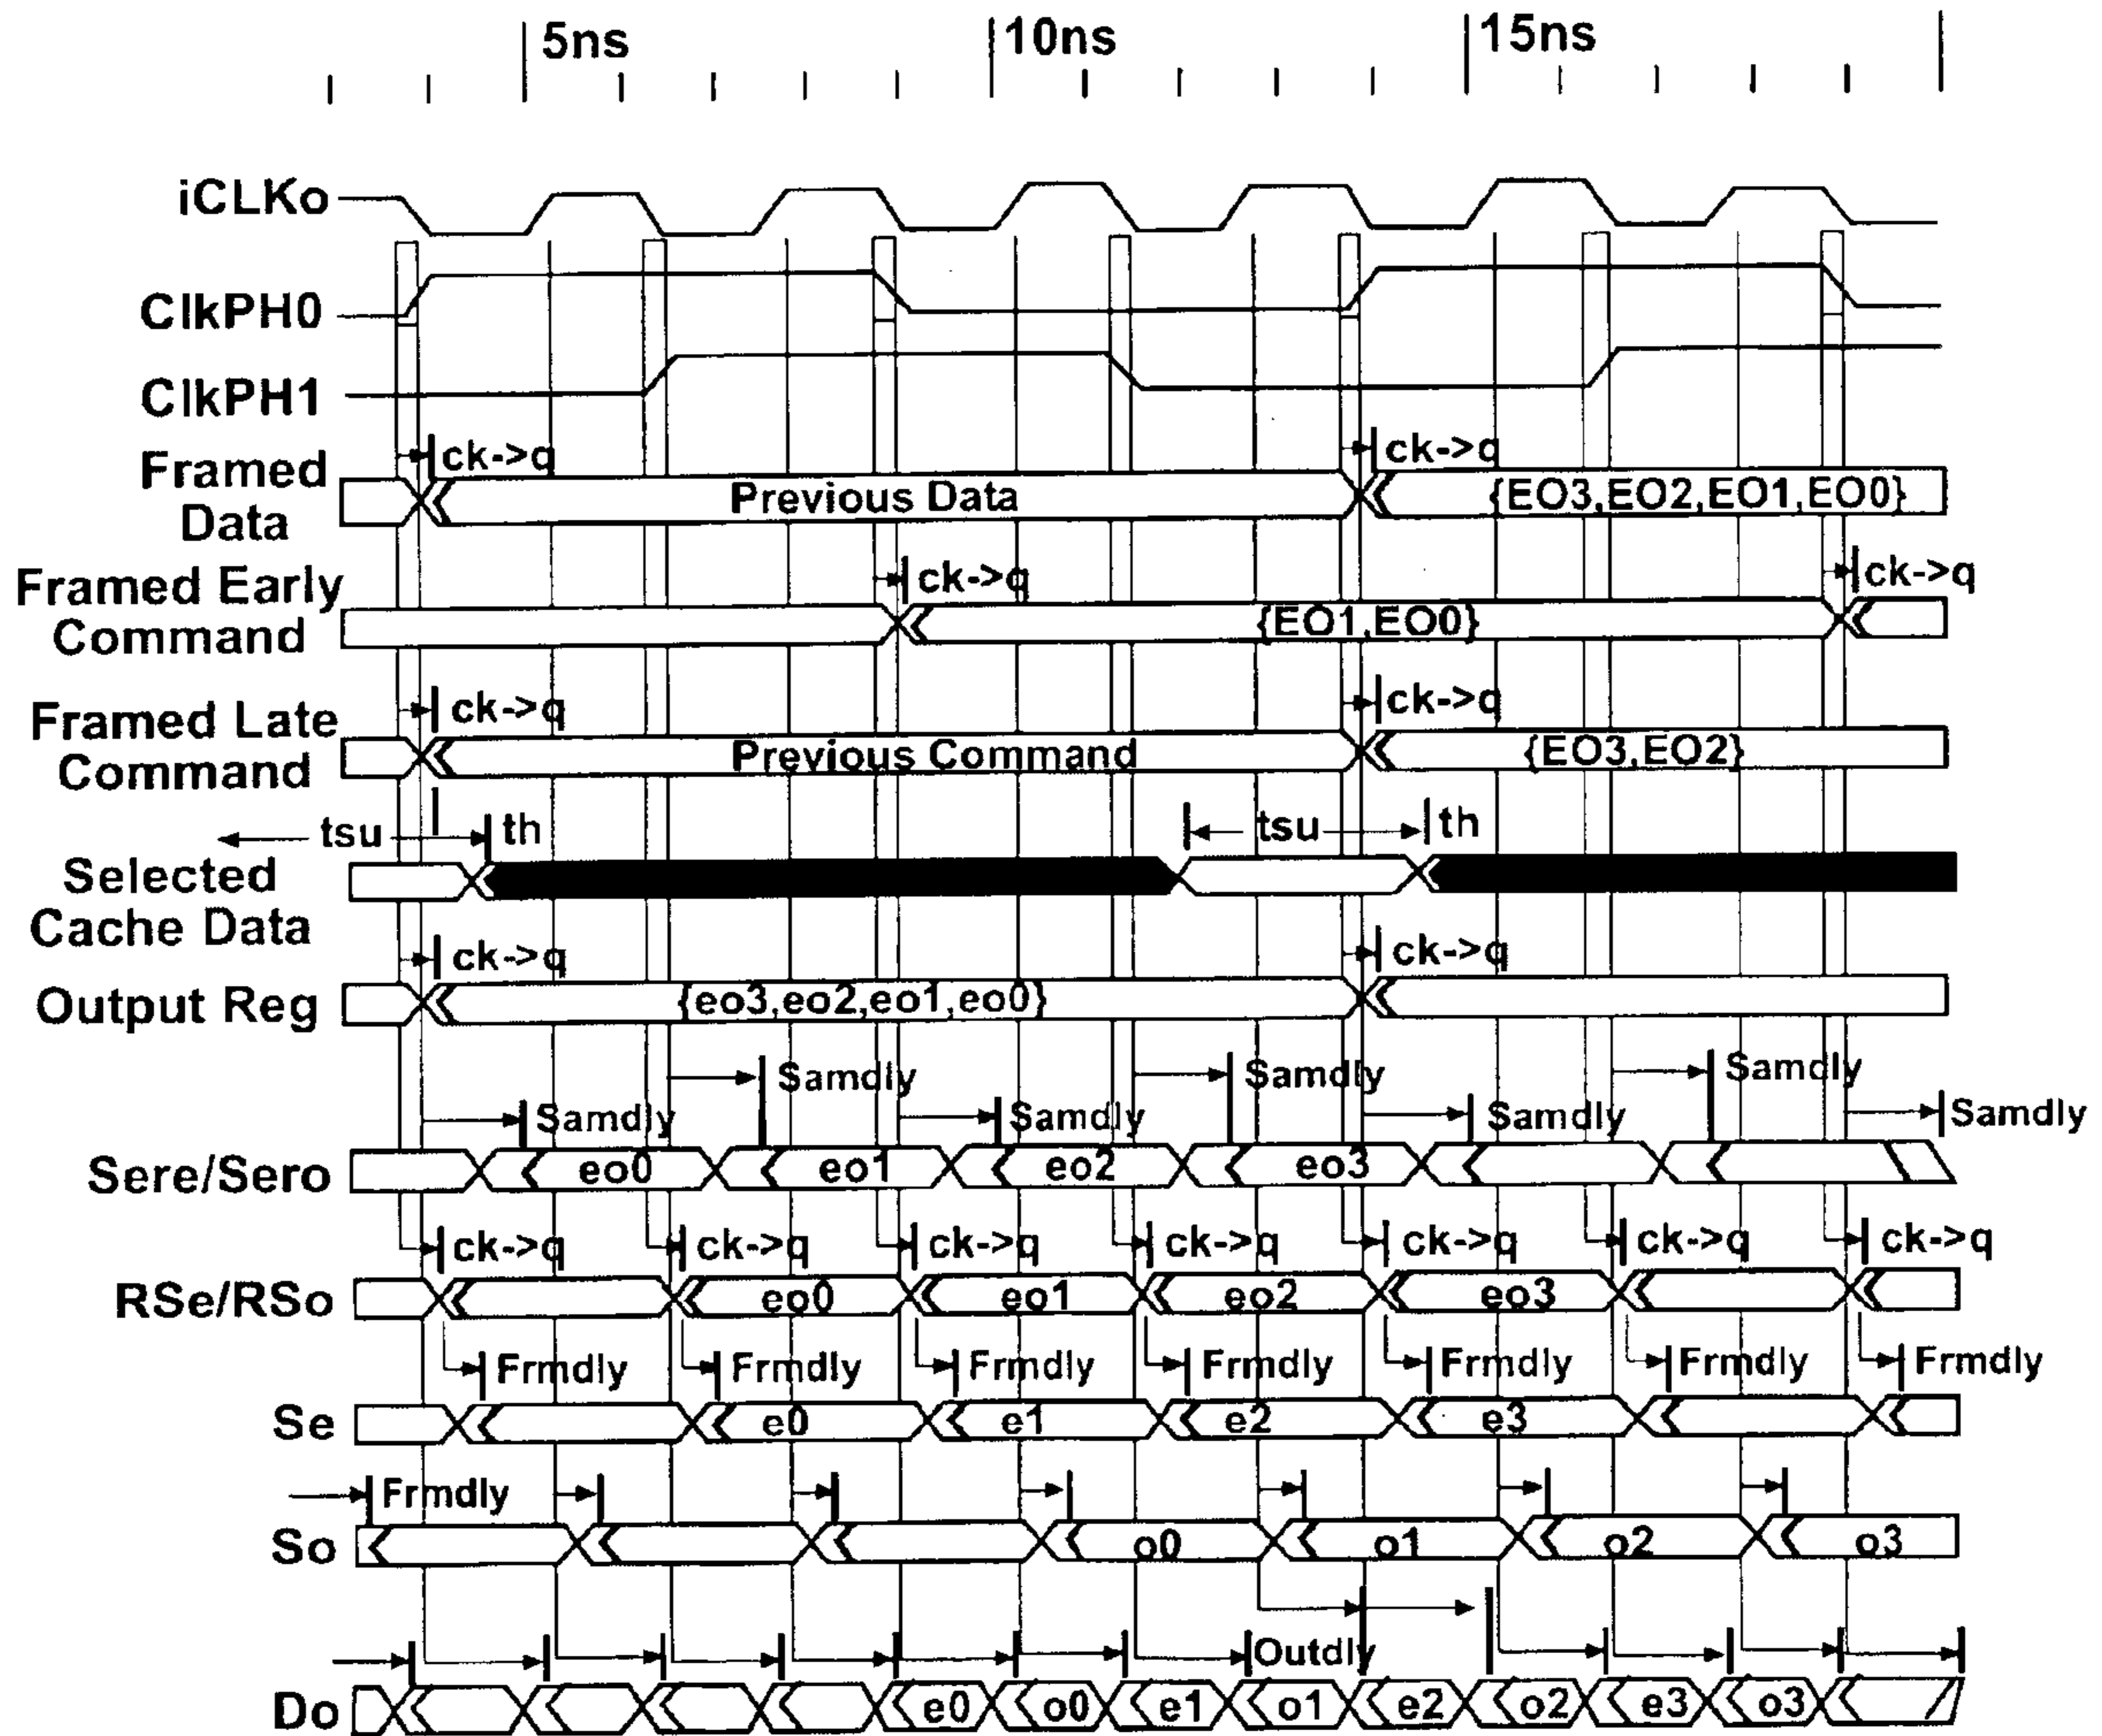 5ns 10ns 15ns
iCLKo
ClkPH0
ClkPH1
ck->q ck->q
Framed Data Previous Data {EO3,EO2,EO1,EO0}
ck->q ck->q
Framed Early Command {EO1,EO0}
ck->q ck->q
Framed Late Command Previous Command {EO3,EO2}
tsu th tsu th
Selected Cache Data
ck->q ck->q
Output Reg {eo3,eo2,eo1,eo0}
Samdly Samdly Samdly
Samdly Samdly Samdly Samdly
Sere/Sero eo0 eo1 eo2 eo3
ck->q ck->q ck->q ck->q ck->q ck->q ck->q
RSe/RSo eo0 eo1 eo2 eo3
Frmdly Frmdly Frmdly Frmdly Frmdly Frmdly Frmdly
Se e0 e1 e2 e3
Frmdly
So o0 o1 o2 o3
Outdly
Do e0 o0 e1 o1 e2 o2 e3 o3